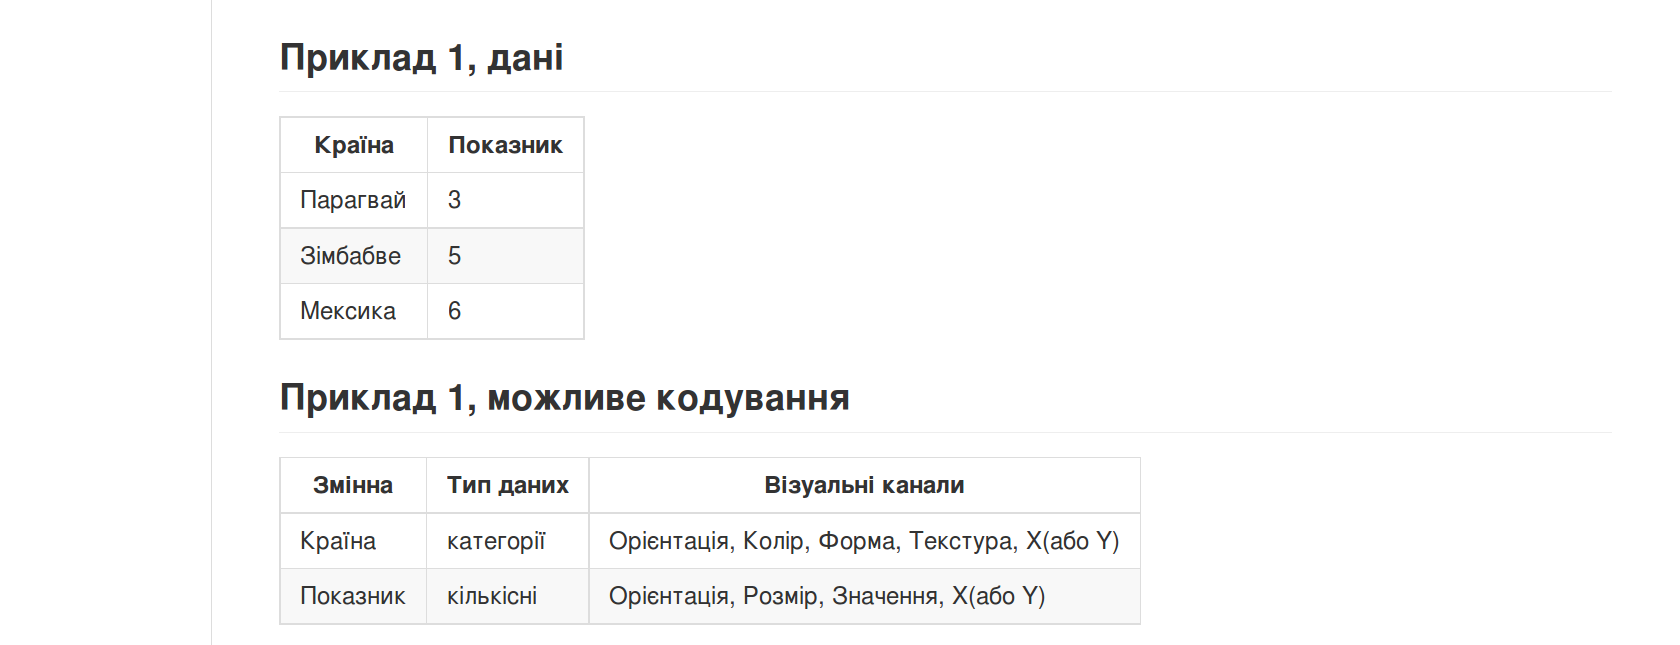 Приклад 1, дані
Країна Показник
Парагвай 3
Зімбабве 5
Мексика 6
Приклад 1, можливе кодування
Змінна Тип даних Візуальні канали
Країна категорії Орієнтація, Колір, Форма, Текстура, X(або Y)
Показник кількісні Орієнтація, Розмір, Значення, X(або Y)